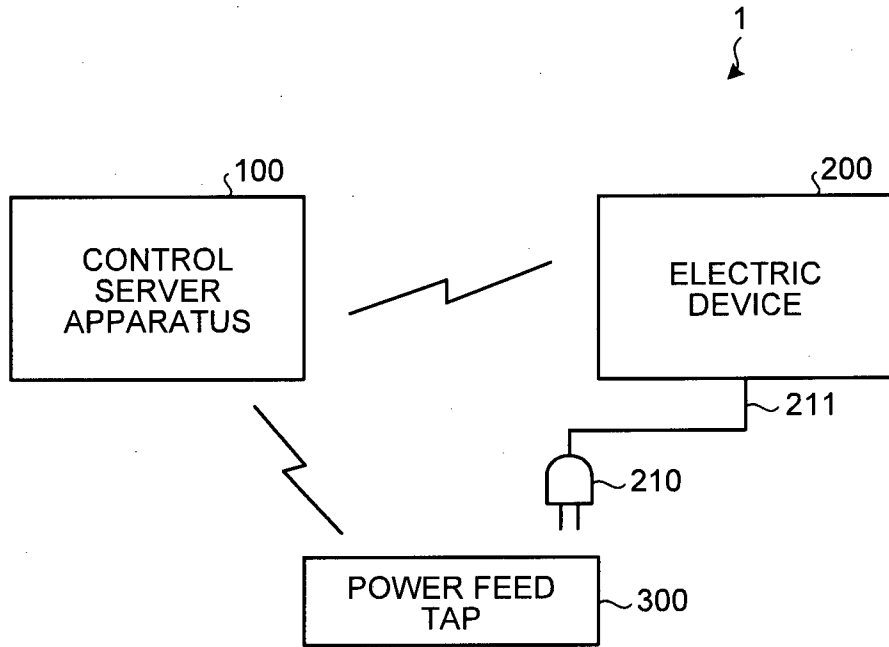 1
100
200
CONTROL
SERVER
APPARATUS
ELECTRIC
DEVICE
211
210
POWER FEED
TAP
300